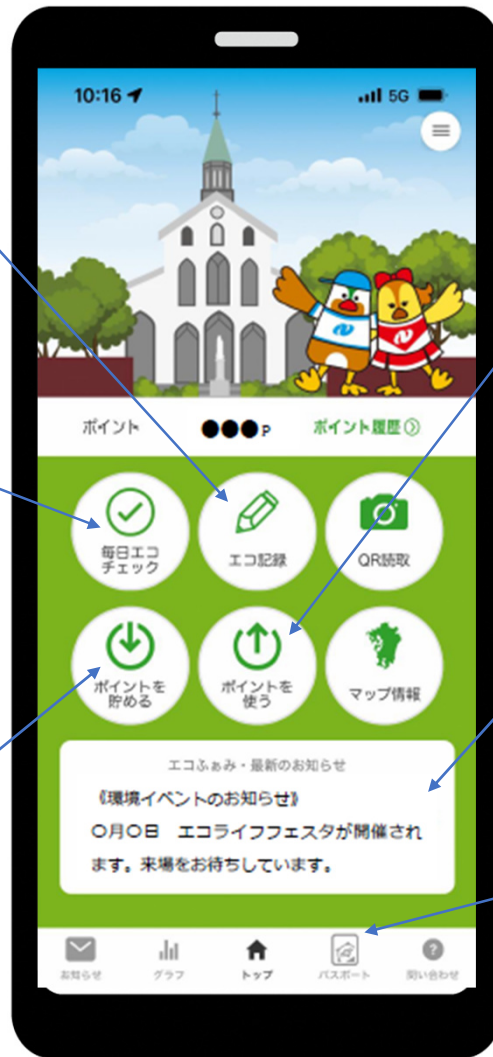 10:16
5G
ポイント
●●●P
ポイント履歴
毎日エコ
チェック
エコ記録
QR読取
ポイントを
貯める
ポイントを
使う
マップ情報
エコふぁみ・最新のお知らせ
《環境イベントのお知らせ》
〇月〇日 エコライフフェスタが開催され
ます。来場をお待ちしています。
お知らせ
グラフ
トップ
パスポート
問い合わせ